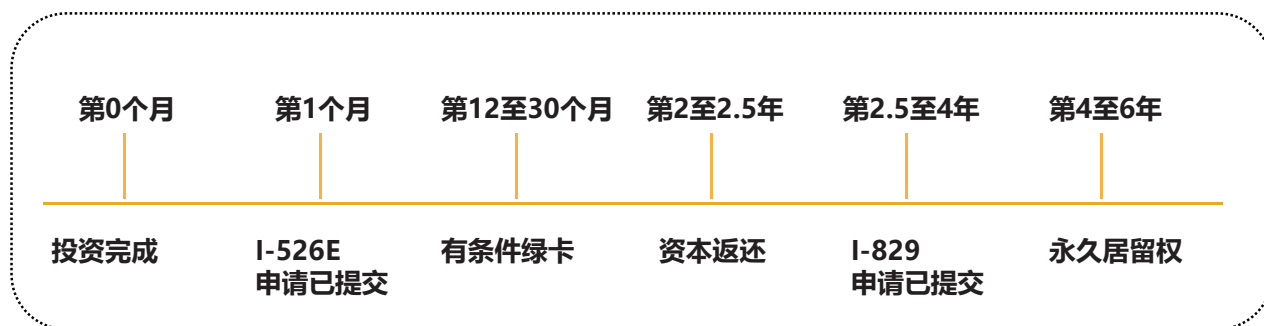 第0个月
第1个月
第12至30个月
第2至2.5年
第2.5至4年
第4至6年
投资完成
I-526E
申请已提交
有条件绿卡
资本返还
I-829
申请已提交
永久居留权